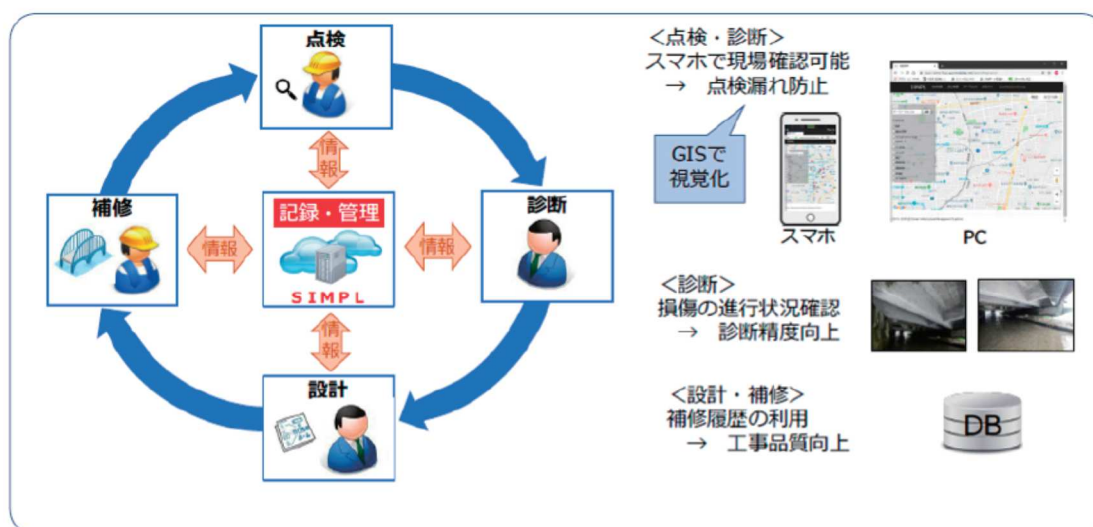 点検
情報
補修
情報
記録・管理
SIMPL
情報
診断
情報
設計
<点検・診断>
スマホで現場確認可能
→ 点検漏れ防止
GISで
視覚化
スマホ
PC
<診断>
損傷の進行状況確認
→ 診断精度向上
<設計・補修>
補修履歴の利用
→ 工事品質向上
DB